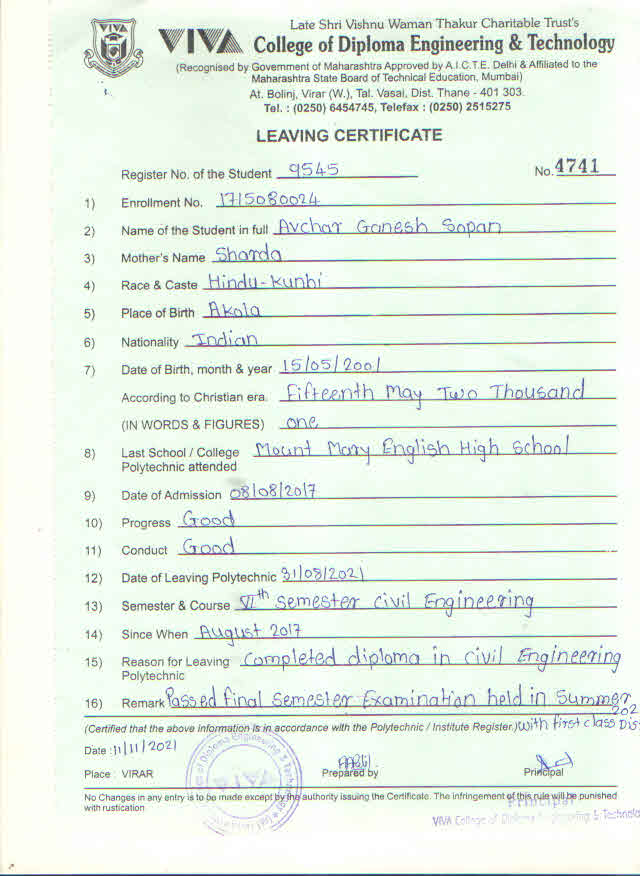 Late Shri Vishnu Waman Thakur Charitable Trust's
VIVA College of Diploma Engineering & Technology
(Recognised by Government of Maharashtra Approved by A.I.C.T.E. Delhi & Affiliated to the
Maharashtra State Board of Technical Education, Mumbai)
At. Bolinj, Virar (W.), Tal. Vasai, Dist. Thane - 401 303.
Tel. : (0250) 6454745, Telefax : (0250) 2515275
LEAVING CERTIFICATE
Register No. of the Student 9545 No. 4741
1) Enrollment No. 1715080024
2) Name of the Student in full Avchar Ganesh Sopan
3) Mother's Name Sharda
4) Race & Caste Hindu-Kunbi
5) Place of Birth Akola
6) Nationality Indian
7) Date of Birth, month & year 15/05/2001
According to Christian era. Fifteenth May Two Thousand
(IN WORDS & FIGURES) one
8) Last School / College Mount Mary English High School
Polytechnic attended
9) Date of Admission 08/08/2017
10) Progress Good
11) Conduct Good
12) Date of Leaving Polytechnic 31/08/2021
13) Semester & Course VIth Semester Civil Engineering
14) Since When August 2017
15) Reason for Leaving Completed diploma in civil Engineering
Polytechnic
16) Remark Passed final Semester Examination held in Summer
202
(Certified that the above information is in accordance with the Polytechnic / Institute Register.) with first class Dis
Date : 11/11/2021
Place : VIRAR Prepared by Principal
No Changes in any entry is to be made except by the authority issuing the Certificate. The infringement of this rule will be punished
with rustication
Principal
VIVA College of Diploma Engineering & Technolo